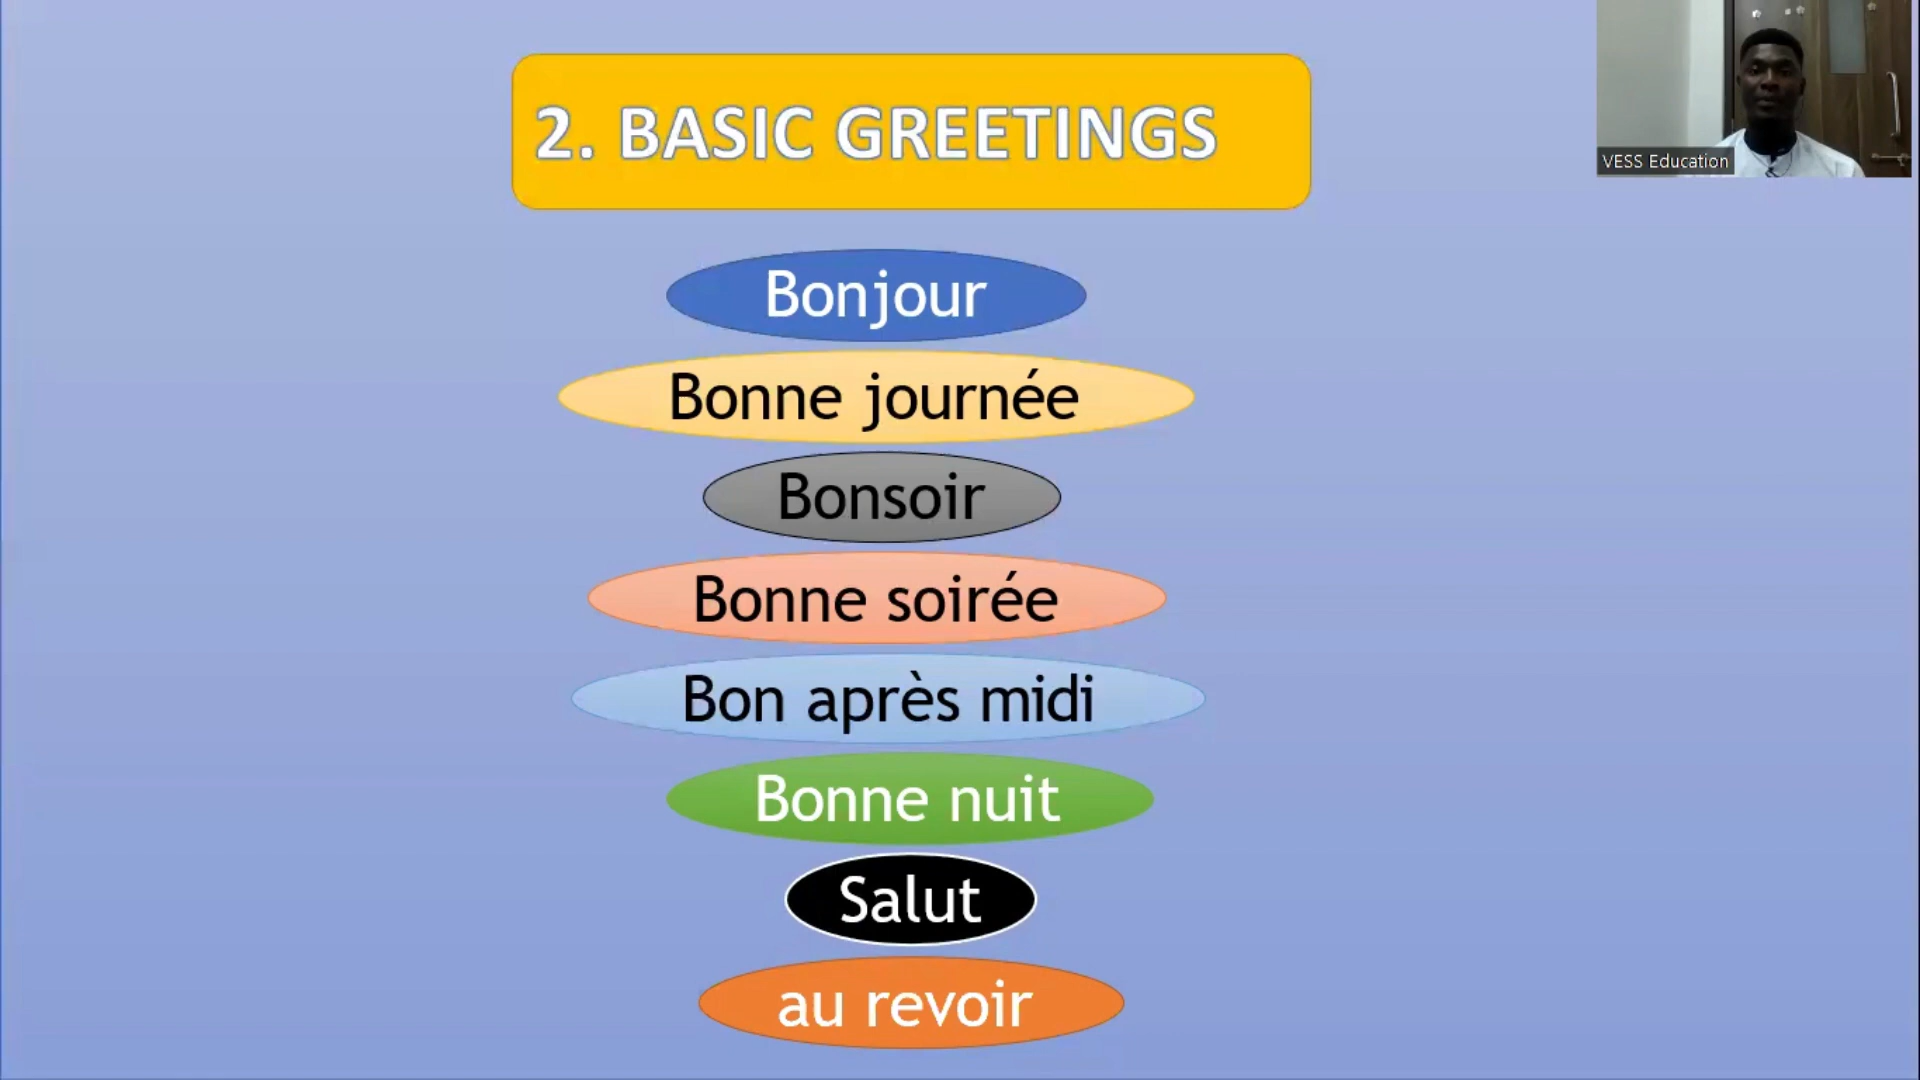 2. BASIC GREETINGS
VESS Education
Bonjour
Bonne journée
Bonsoir
Bonne soirée
Bon après midi
Bonne nuit
Salut
au revoir